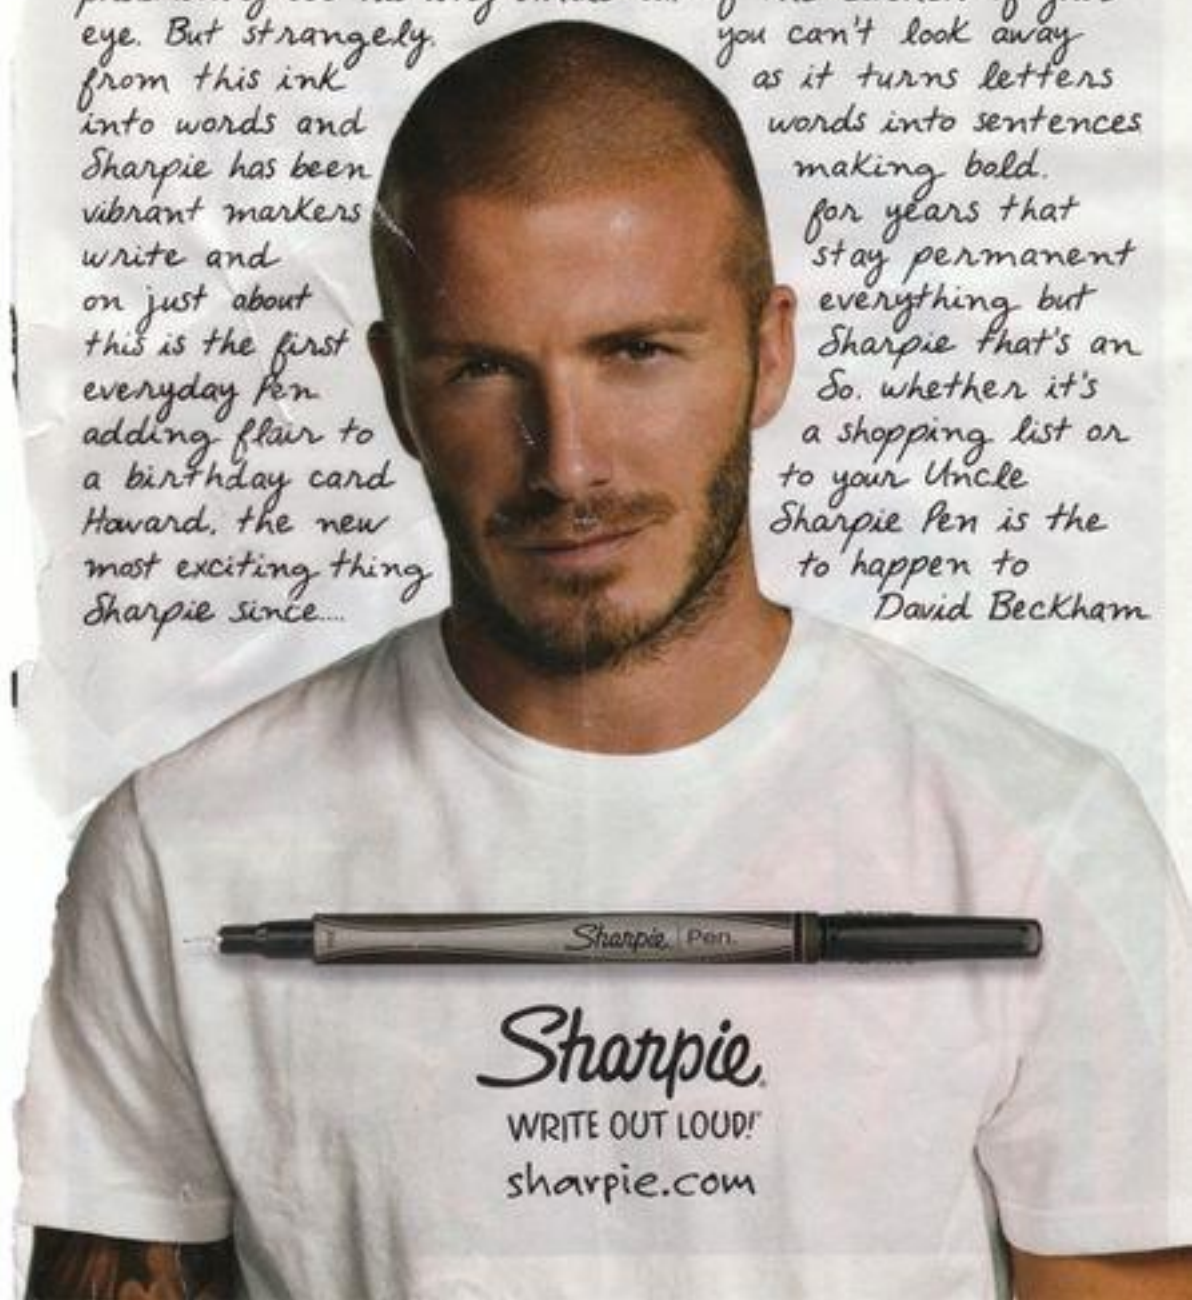 eye. But strangely, you can't look away
from this ink as it turns letters
into words and words into sentences
Sharpie has been making bold,
vibrant markers for years that
write and stay permanent
on just about everything but
this is the first Sharpie that's an
everyday Pen. So, whether it's
adding flair to a shopping list or
a birthday card to your Uncle
Howard, the new Sharpie Pen is the
most exciting thing to happen to
Sharpie since.... David Beckham
Sharpie Pen.
Sharpie.
WRITE OUT LOUD!
sharpie.com